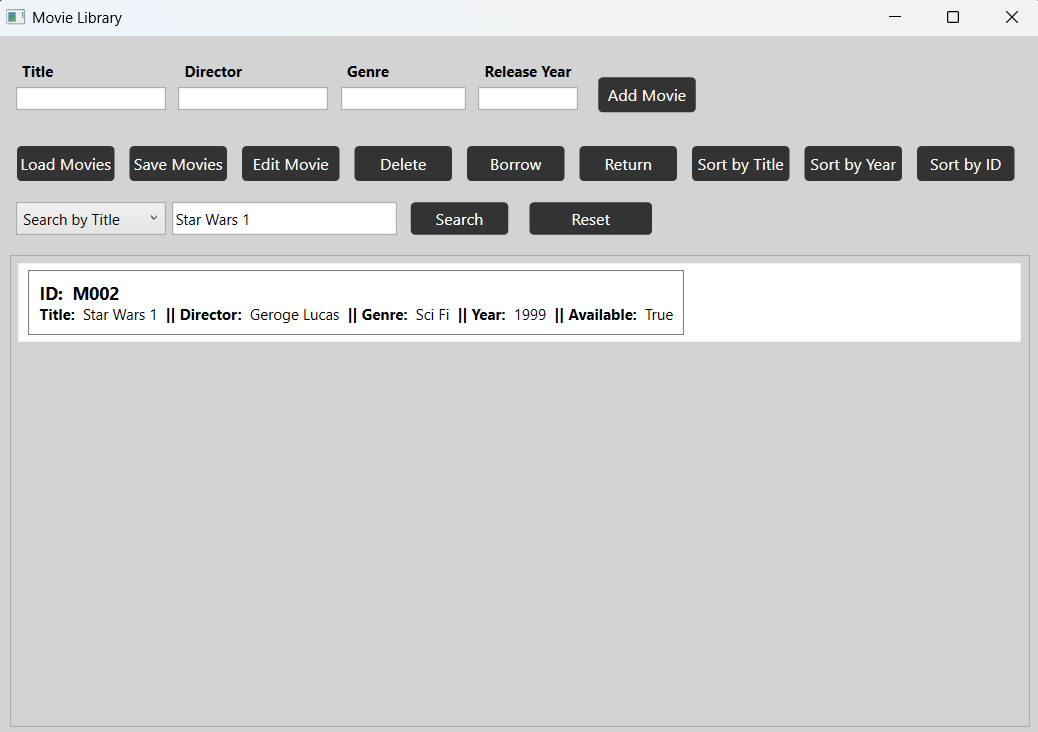 Movie Library
Title Director Genre Release Year
Add Movie
Load Movies Save Movies Edit Movie Delete Borrow Return Sort by Title Sort by Year Sort by ID
Search by Title Star Wars 1 Search Reset
ID: M002
Title: Star Wars 1 || Director: Geroge Lucas || Genre: Sci Fi || Year: 1999 || Available: True